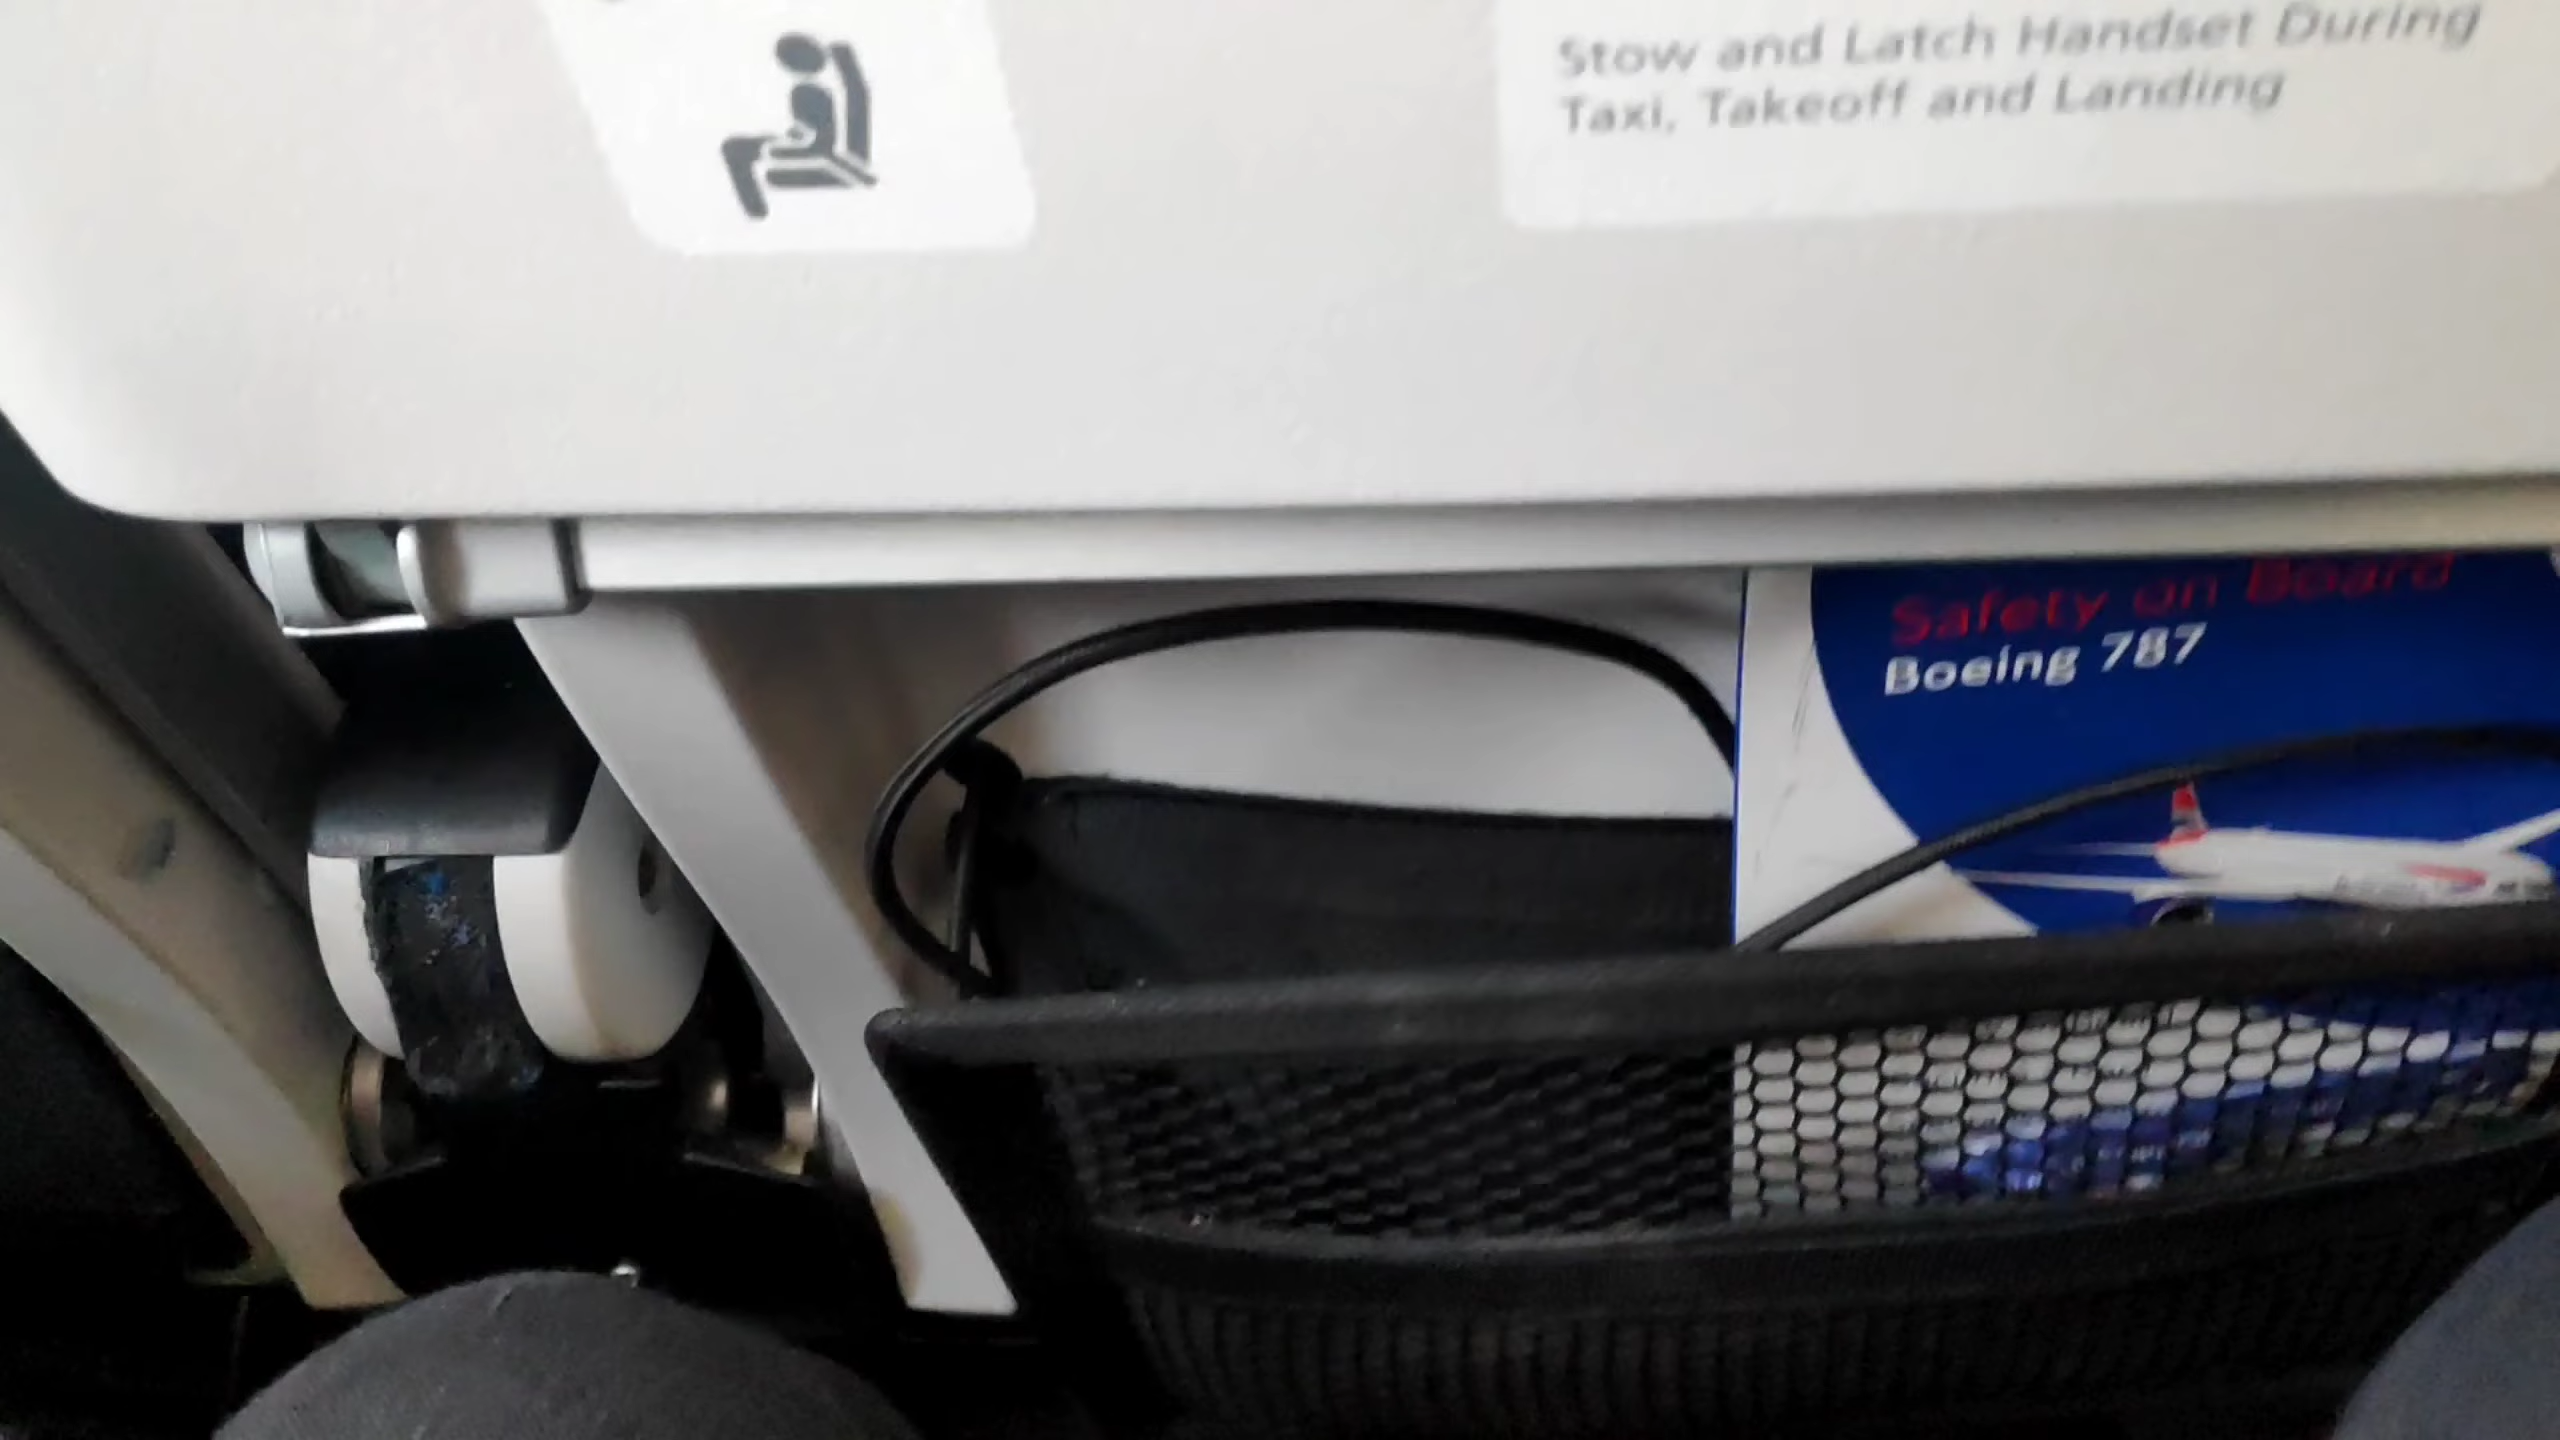 Stow and Latch Handset During
Taxi, Takeoff and Landing
Safety on Board
Boeing 787